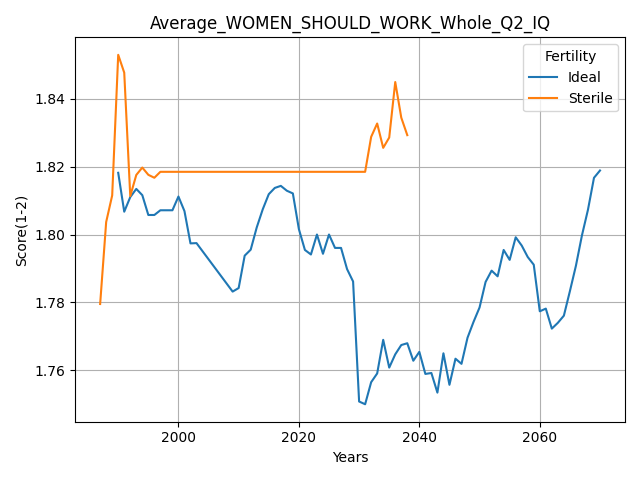 Average_WOMEN_SHOULD_WORK_Whole_Q2_IQ
Fertility
Ideal
Sterile
Score(1-2)
1.84
1.82
1.80
1.78
1.76
2000
2020
2040
2060
Years